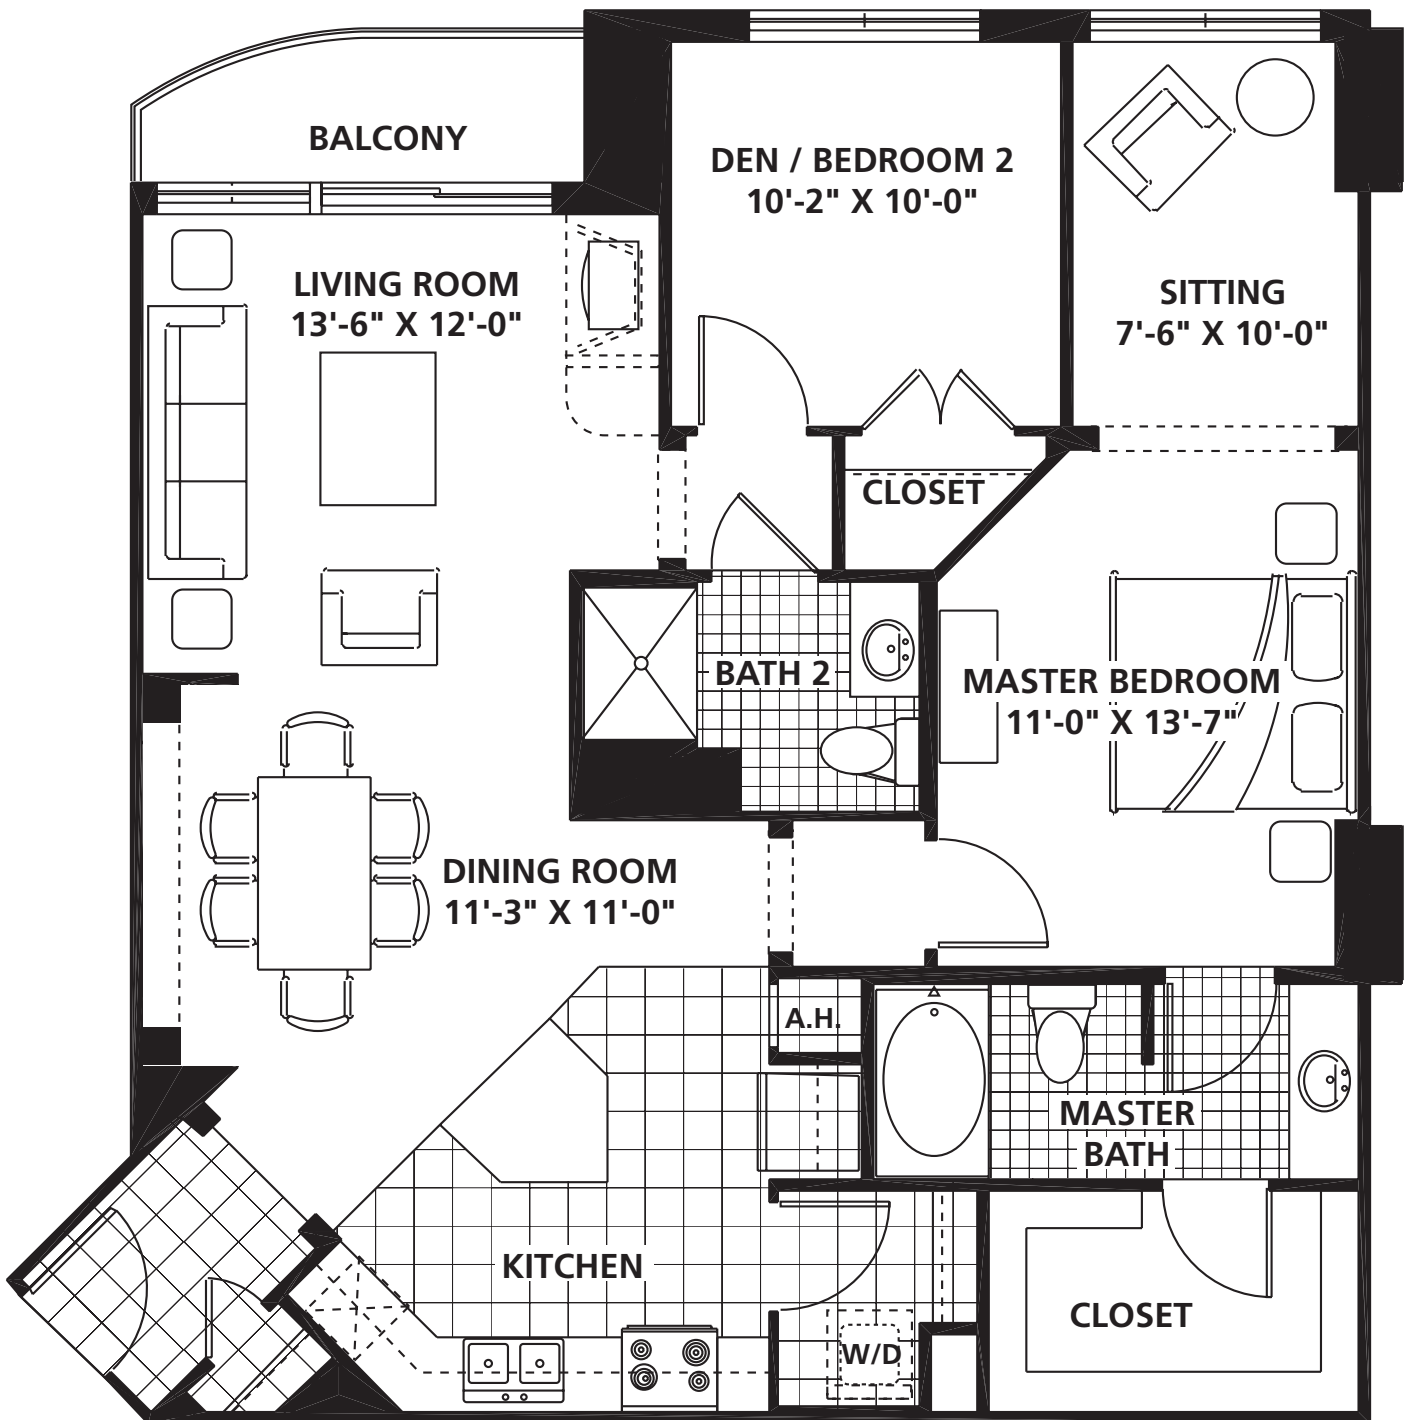 BALCONY
DEN / BEDROOM 2
10'-2" X 10'-0"
LIVING ROOM
13'-6" X 12'-0"
SITTING
7'-6" X 10'-0"
CLOSET
BATH 2
MASTER BEDROOM
11'-0" X 13'-7"
DINING ROOM
11'-3" X 11'-0"
A.H.
MASTER
BATH
KITCHEN
CLOSET
W/D